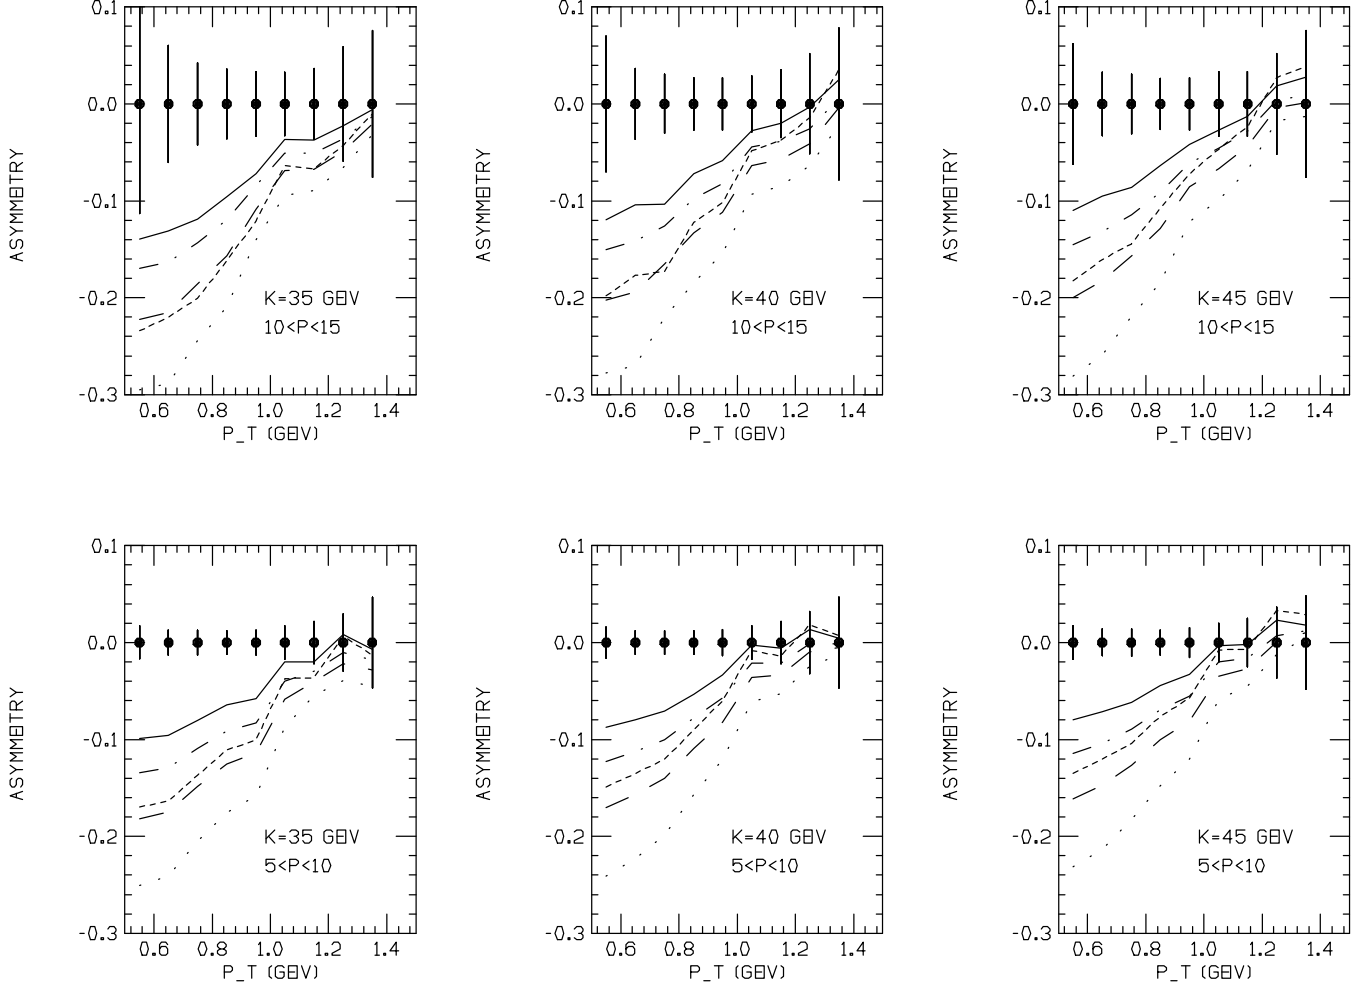 0.1 0.1 0.1
0.0 0.0 0.0
-0.1 -0.1 -0.1
-0.2 -0.2 -0.2
-0.3 -0.3 -0.3
ASYMMETRY ASYMMETRY ASYMMETRY
K=35 GEV K=40 GEV K=45 GEV
10<P<15 10<P<15 10<P<15
0.6 0.8 1.0 1.2 1.4 0.6 0.8 1.0 1.2 1.4 0.6 0.8 1.0 1.2 1.4
P_T (GEV) P_T (GEV) P_T (GEV)
0.1 0.1 0.1
0.0 0.0 0.0
-0.1 -0.1 -0.1
-0.2 -0.2 -0.2
-0.3 -0.3 -0.3
ASYMMETRY ASYMMETRY ASYMMETRY
K=35 GEV K=40 GEV K=45 GEV
5<P<10 5<P<10 5<P<10
0.6 0.8 1.0 1.2 1.4 0.6 0.8 1.0 1.2 1.4 0.6 0.8 1.0 1.2 1.4
P_T (GEV) P_T (GEV) P_T (GEV)